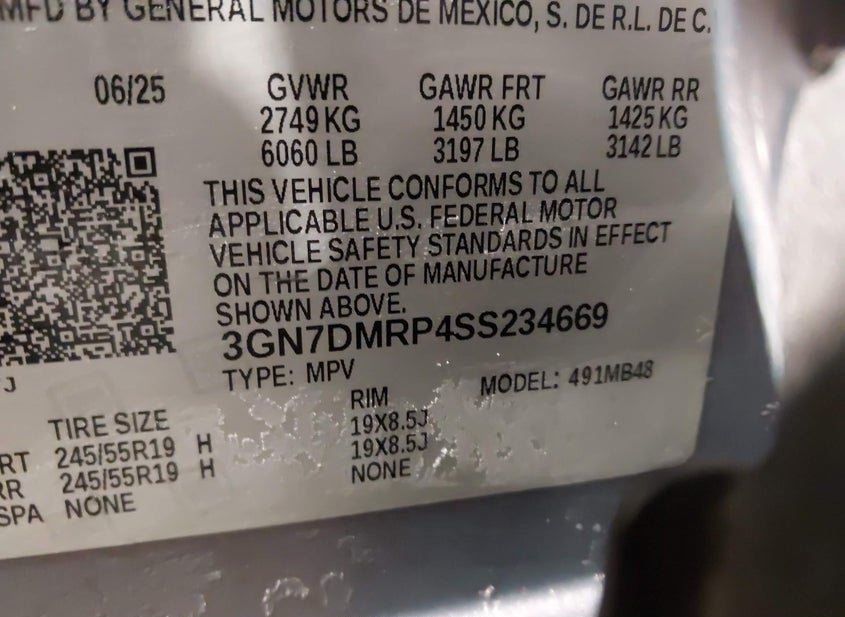 MFD BY GENERAL MOTORS DE MEXICO, S. DE R.L. DE C.
06/25 GVWR GAWR FRT GAWR RR
2749 KG 1450 KG 1425 KG
6060 LB 3197 LB 3142 LB
THIS VEHICLE CONFORMS TO ALL
APPLICABLE U.S. FEDERAL MOTOR
VEHICLE SAFETY STANDARDS IN EFFECT
ON THE DATE OF MANUFACTURE
SHOWN ABOVE.
3GN7DMRP4SS234669
J
TYPE: MPV MODEL: 491MB48
TIRE SIZE RIM
RT 245/55R19 H 19X8.5J
RR 245/55R19 H 19X8.5J
SPA NONE NONE